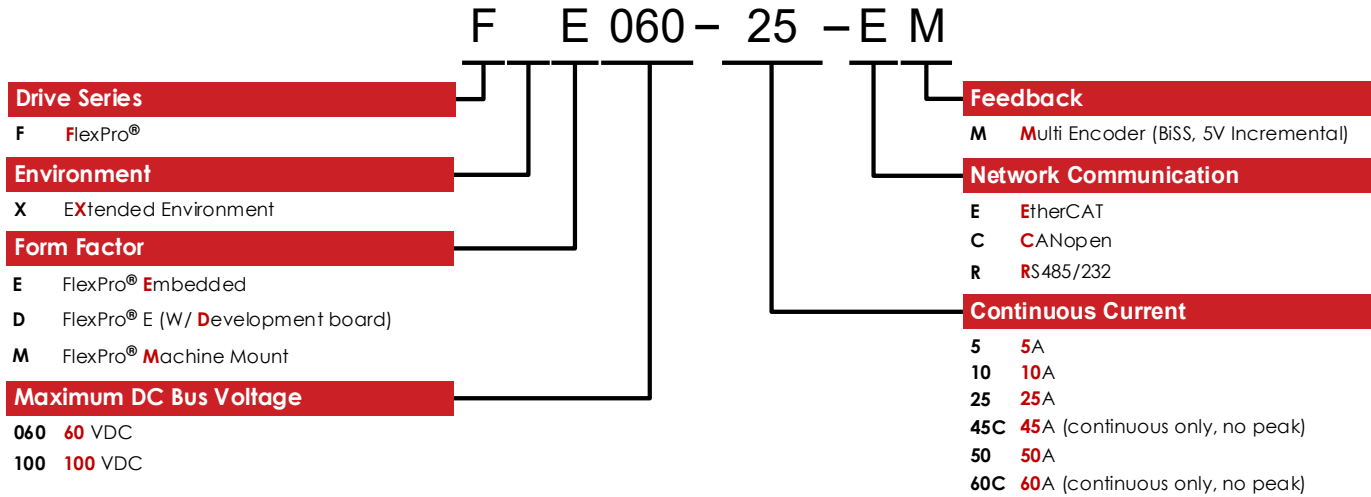 F E 060 – 25 – E M
Drive Series
F FlexPro®
Environment
X EXtended Environment
Form Factor
E FlexPro® Embedded
D FlexPro® E (W/ Development board)
M FlexPro® Machine Mount
Maximum DC Bus Voltage
060 60 VDC
100 100 VDC
Feedback
M Multi Encoder (BiSS, 5V Incremental)
Network Communication
E EtherCAT
C CANopen
R RS485/232
Continuous Current
5 5A
10 10A
25 25A
45C 45A (continuous only, no peak)
50 50A
60C 60A (continuous only, no peak)